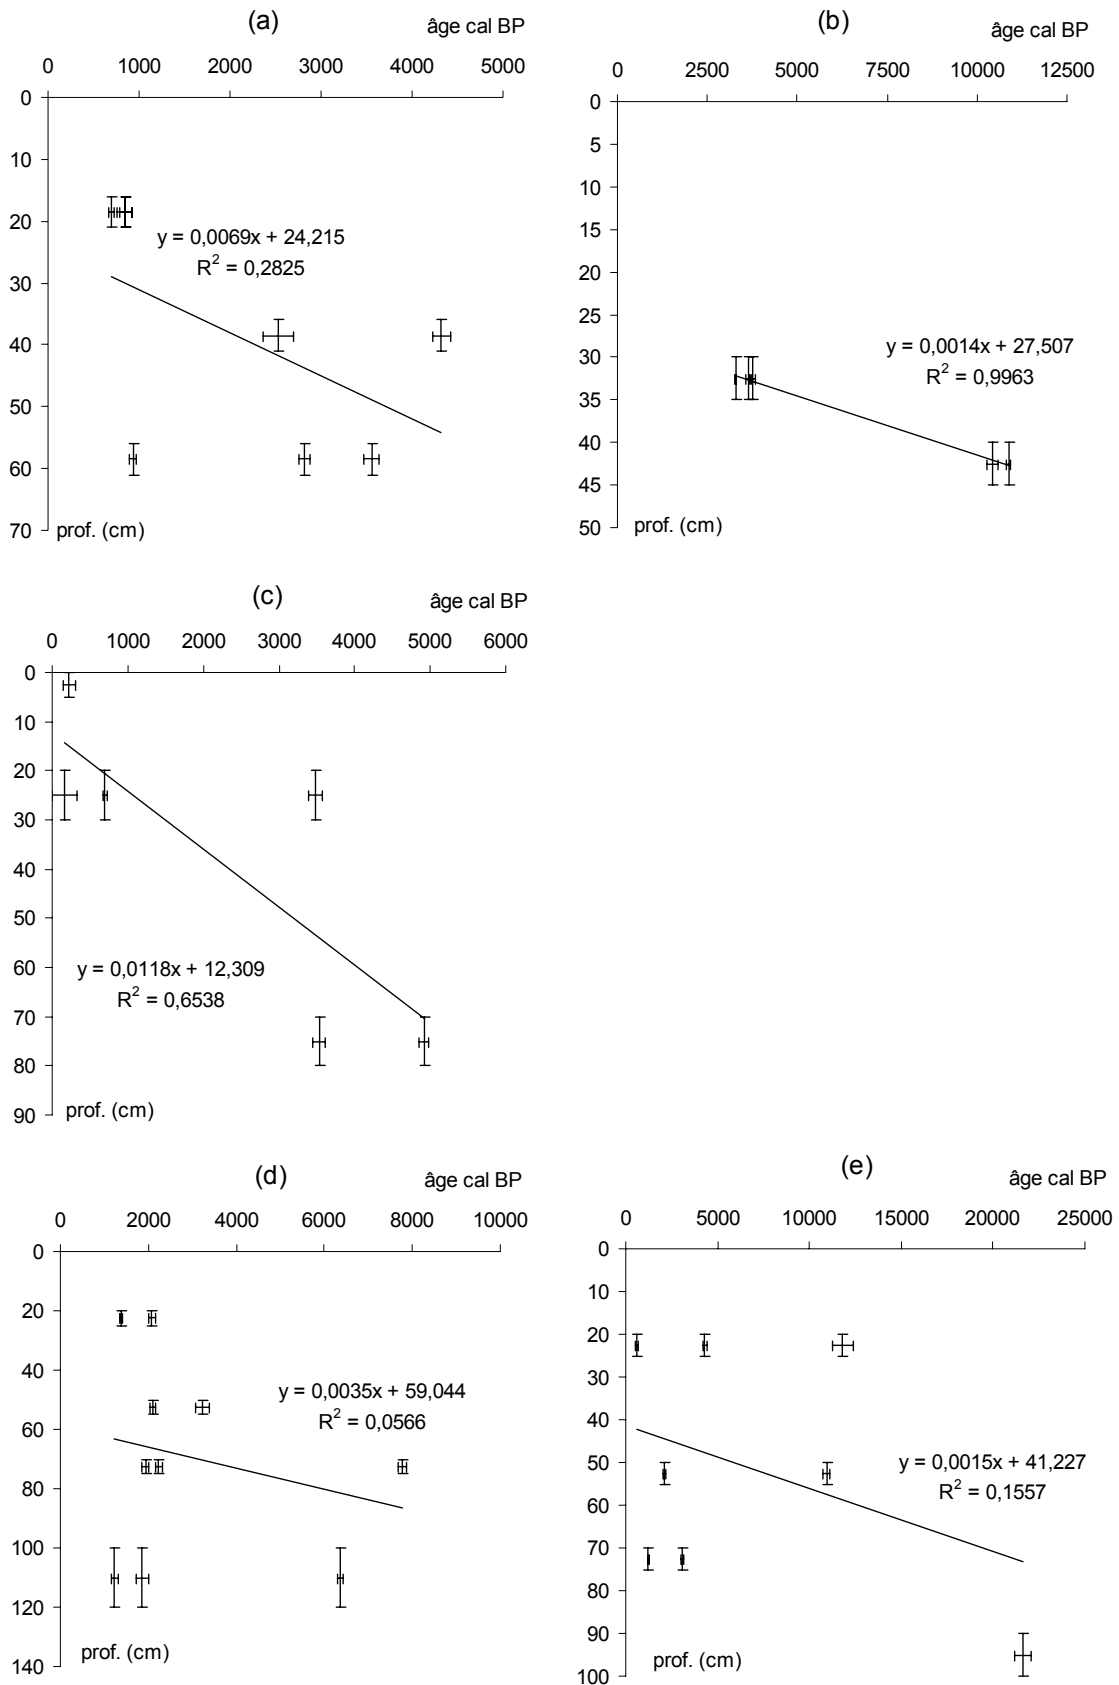 (a)
âge cal BP
0 1000 2000 3000 4000 5000
0
10
20
30
40
50
60
70
y = 0,0069x + 24,215
R² = 0,2825
prof. (cm)
(b)
âge cal BP
0 2500 5000 7500 10000 12500
0
5
10
15
20
25
30
35
40
45
50
y = 0,0014x + 27,507
R² = 0,9963
prof. (cm)
(c)
âge cal BP
0 1000 2000 3000 4000 5000 6000
0
10
20
30
40
50
60
70
80
90
y = 0,0118x + 12,309
R² = 0,6538
prof. (cm)
(d)
âge cal BP
0 2000 4000 6000 8000 10000
0
20
40
60
80
100
120
140
y = 0,0035x + 59,044
R² = 0,0566
prof. (cm)
(e)
âge cal BP
0 5000 10000 15000 20000 25000
0
10
20
30
40
50
60
70
80
90
100
y = 0,0015x + 41,227
R² = 0,1557
prof. (cm)